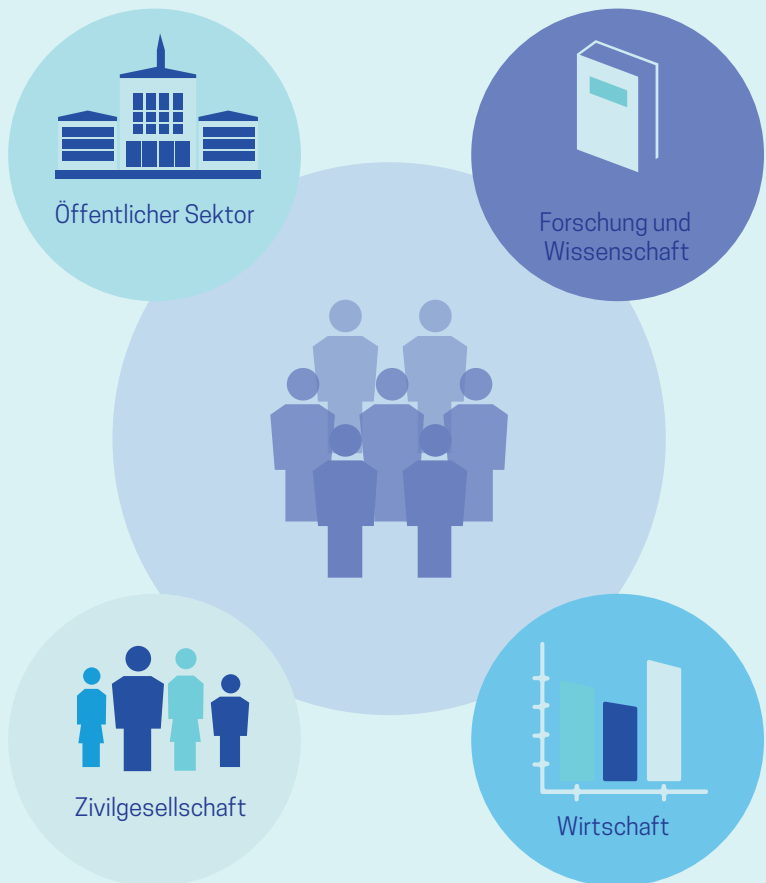 Öffentlicher Sektor
Forschung und
Wissenschaft
Zivilgesellschaft
Wirtschaft